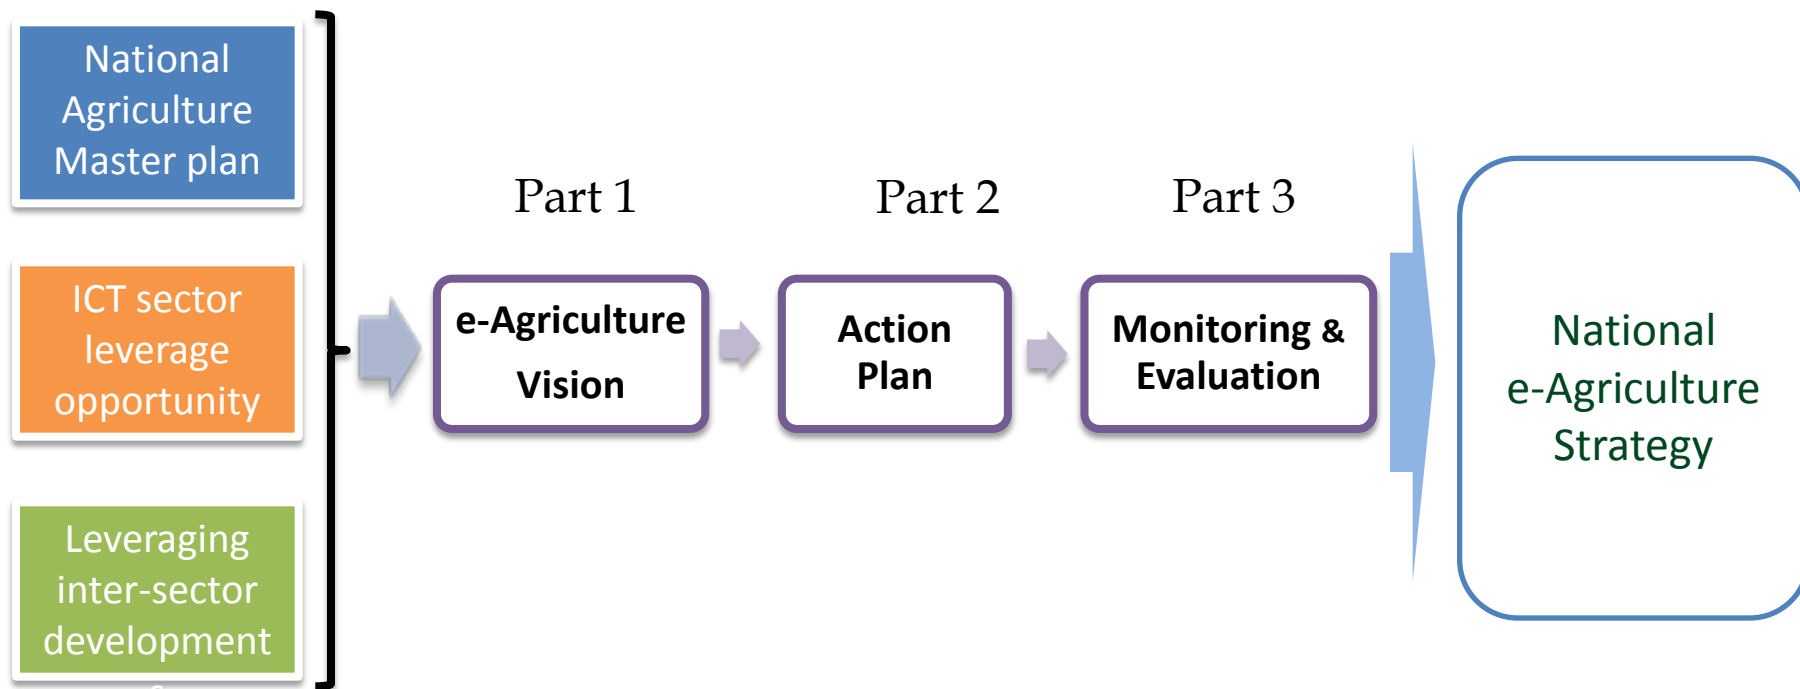 National
Agriculture
Master plan
ICT sector
leverage
opportunity
Leveraging
inter-sector
development
Part 1
e-Agriculture
Vision
Part 2
Action
Plan
Part 3
Monitoring &
Evaluation
National
e-Agriculture
Strategy